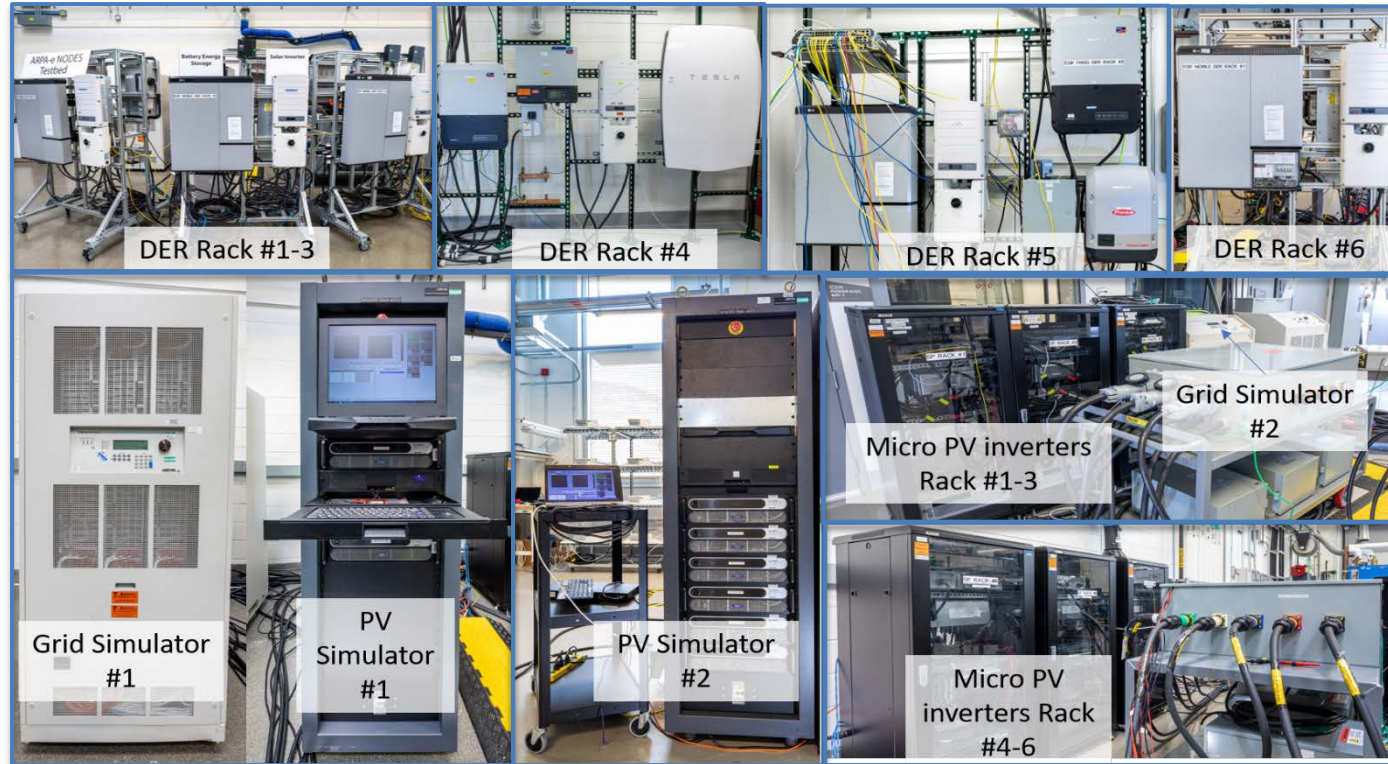 ARPA-e NODES
Testbed
Battery Energy
Storage
Solar Inverter
DER Rack #1-3
TESLA
DER Rack #4
DER Rack #5
Fronius
DER Rack #6
Grid Simulator
#1
PV
Simulator
#1
PV Simulator
#2
Micro PV inverters
Rack #1-3
Grid Simulator
#2
Micro PV
inverters Rack
#4-6